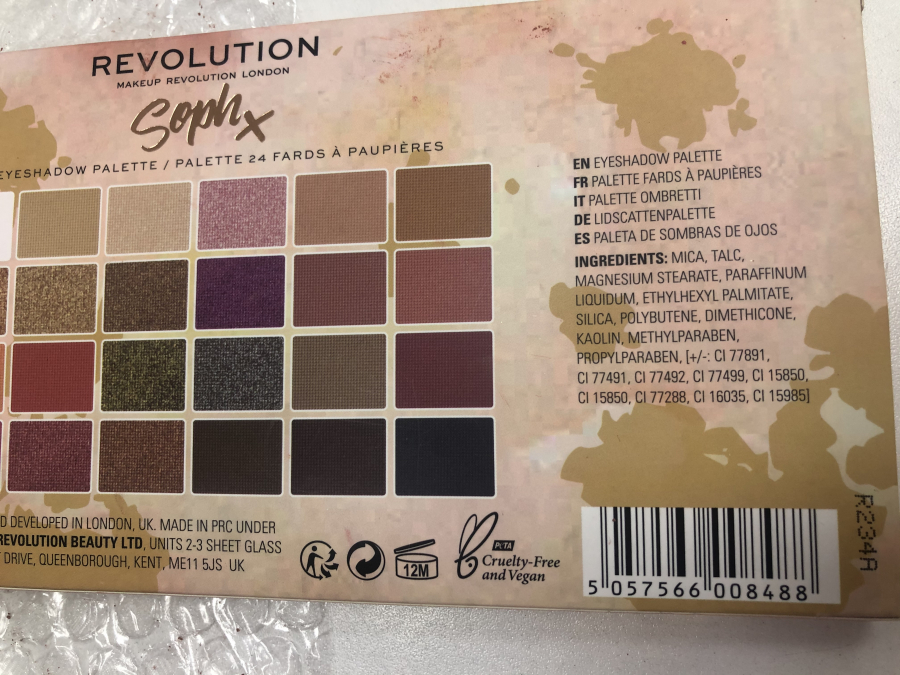 REVOLUTION
MAKEUP REVOLUTION LONDON
Soph x
EYESHADOW PALETTE / PALETTE 24 FARDS À PAUPIÈRES
EN EYESHADOW PALETTE
FR PALETTE FARDS À PAUPIÈRES
IT PALETTE OMBRETTI
DE LIDSCATTENPALETTE
ES PALETA DE SOMBRAS DE OJOS
INGREDIENTS: MICA, TALC,
MAGNESIUM STEARATE, PARAFFINUM
LIQUIDUM, ETHYLHEXYL PALMITATE,
SILICA, POLYBUTENE, DIMETHICONE,
KAOLIN, METHYLPARABEN,
PROPYLPARABEN, [+/-: CI 77891,
CI 77491, CI 77492, CI 77499, CI 15850,
CI 15850, CI 77288, CI 16035, CI 15985]
D DEVELOPED IN LONDON, UK. MADE IN PRC UNDER
REVOLUTION BEAUTY LTD, UNITS 2-3 SHEET GLASS
DRIVE, QUEENBOROUGH, KENT, ME11 5JS UK
12M
PETA
Cruelty-Free
and Vegan
5 057566 008488
R234A